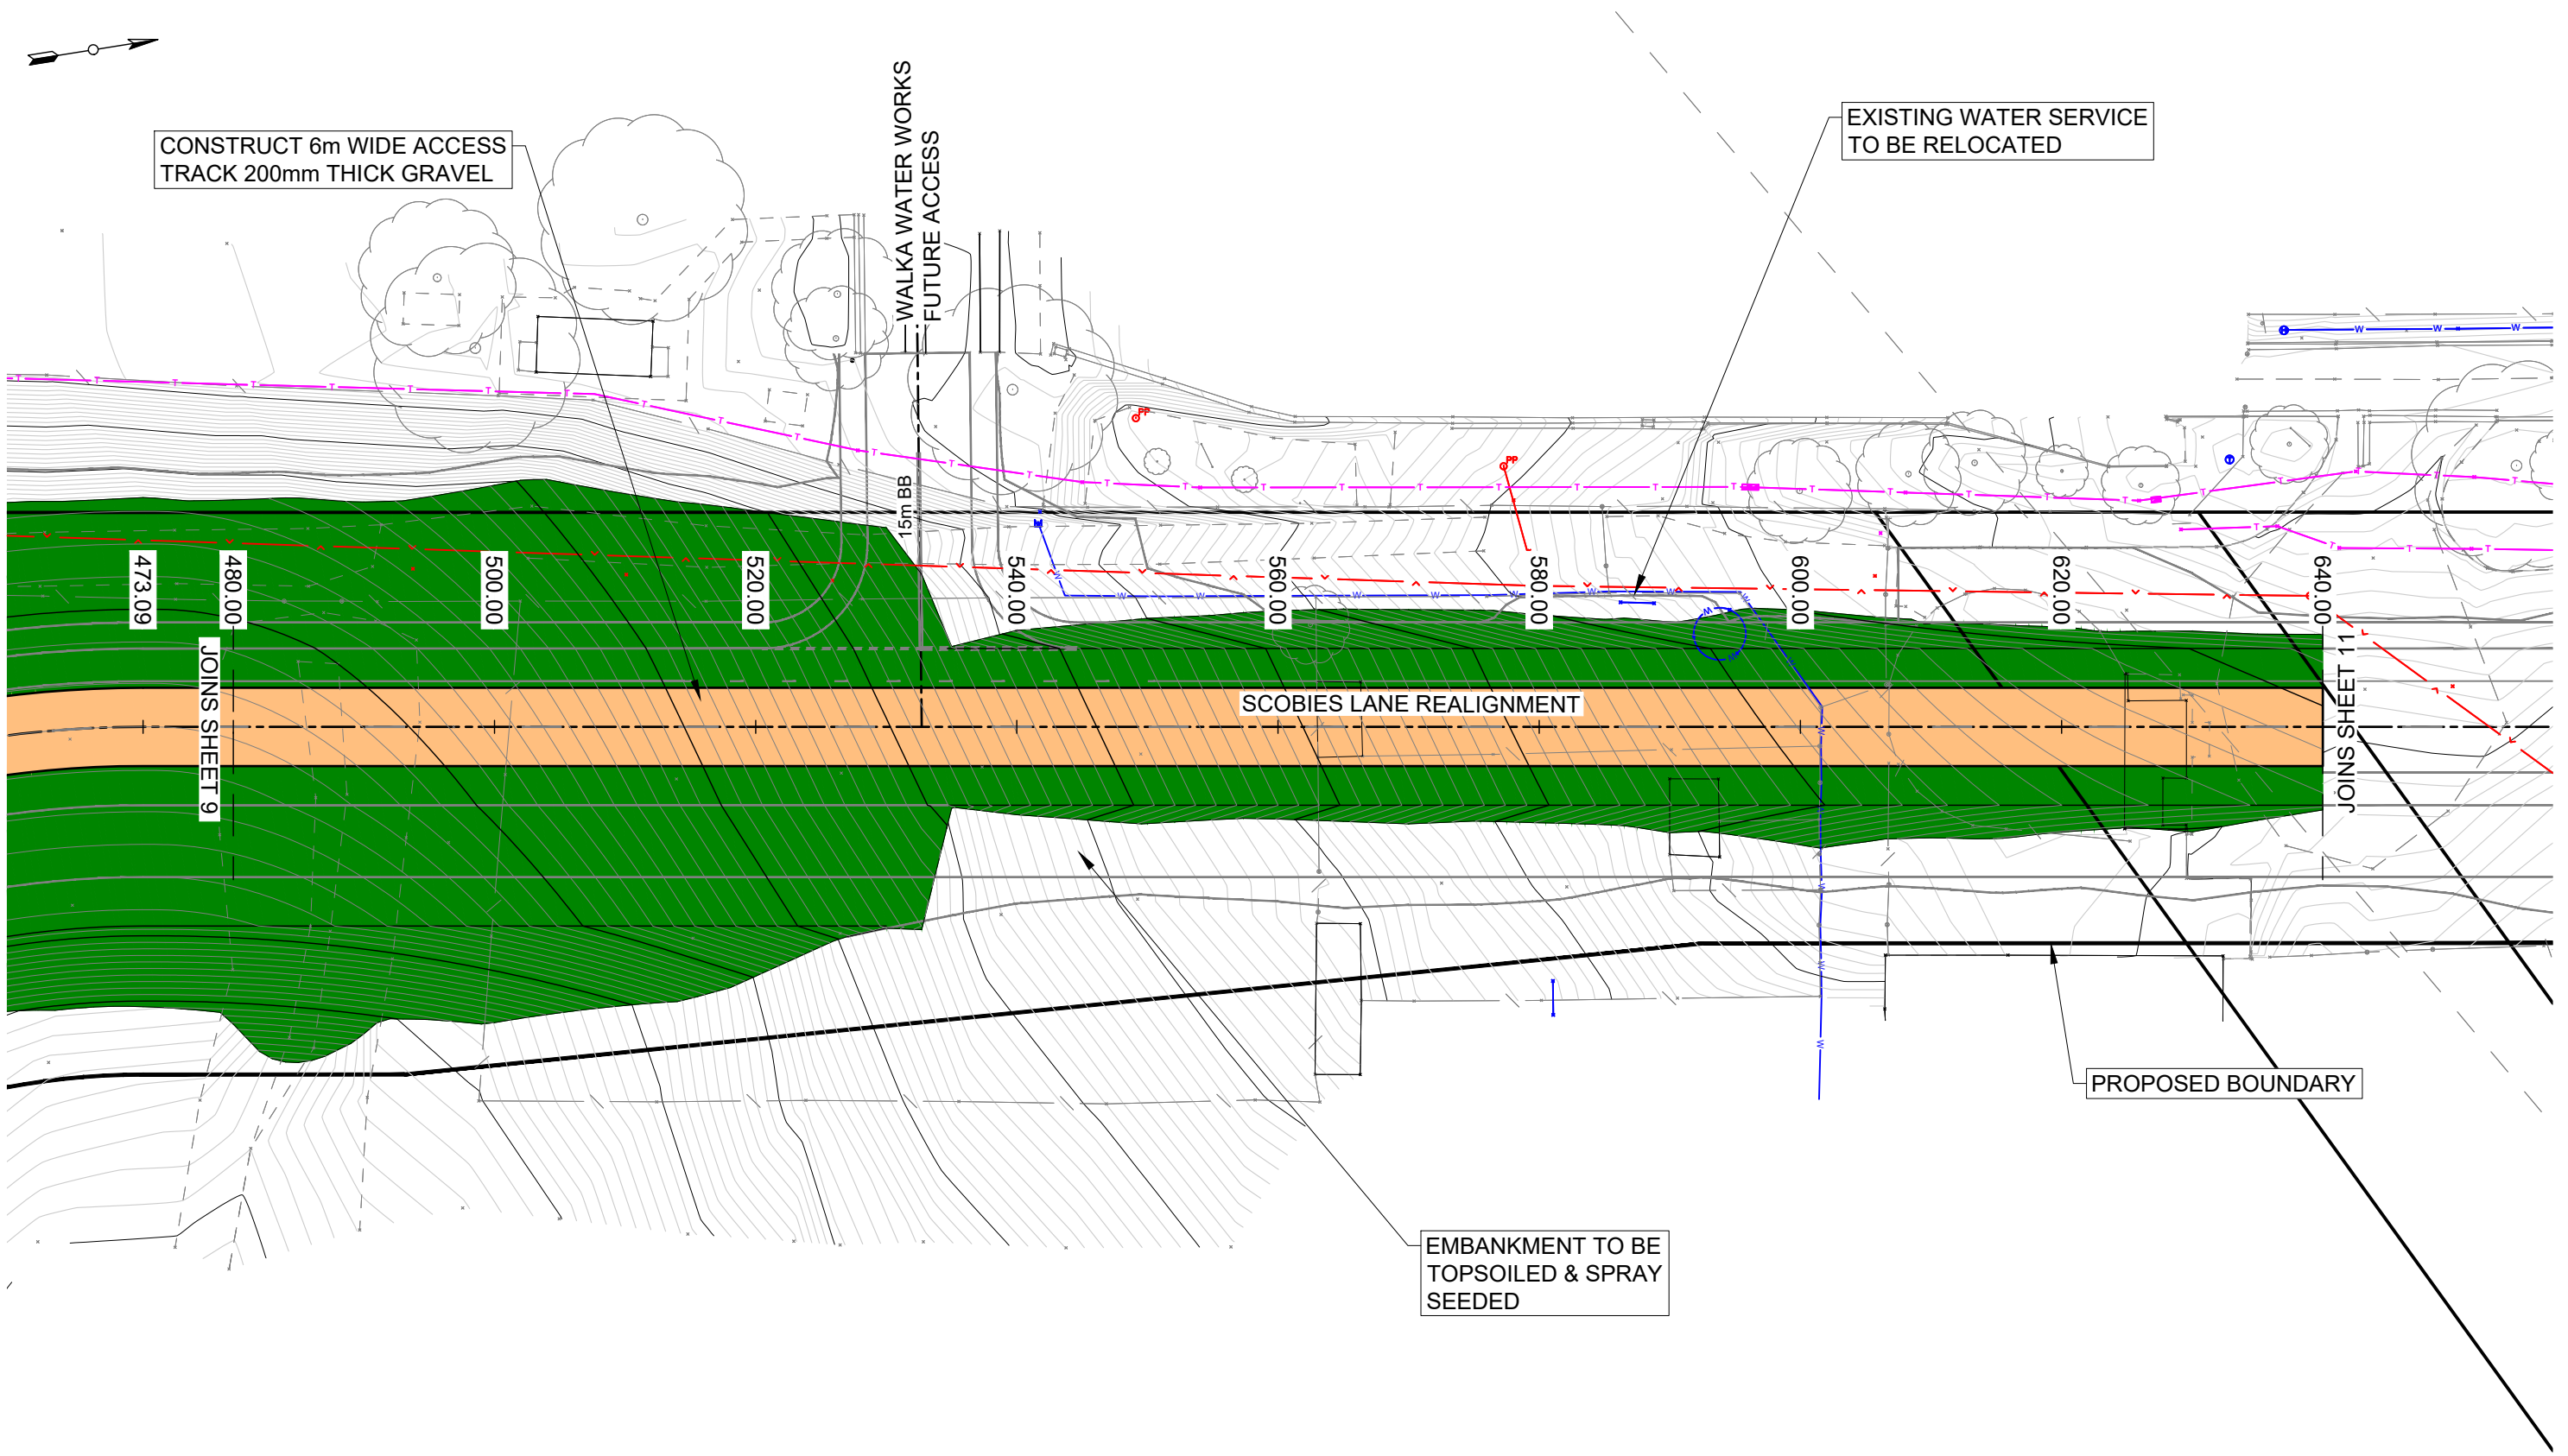 CONSTRUCT 6m WIDE ACCESS
TRACK 200mm THICK GRAVEL
WALKA WATER WORKS
FUTURE ACCESS
EXISTING WATER SERVICE
TO BE RELOCATED
PP
PP
15m BB
473.09
480.00
500.00
520.00
540.00
560.00
580.00
600.00
620.00
640.00
JOINS SHEET 9
SCOBIES LANE REALIGNMENT
JOINS SHEET 11
PROPOSED BOUNDARY
EMBANKMENT TO BE
TOPSOILED & SPRAY
SEEDED